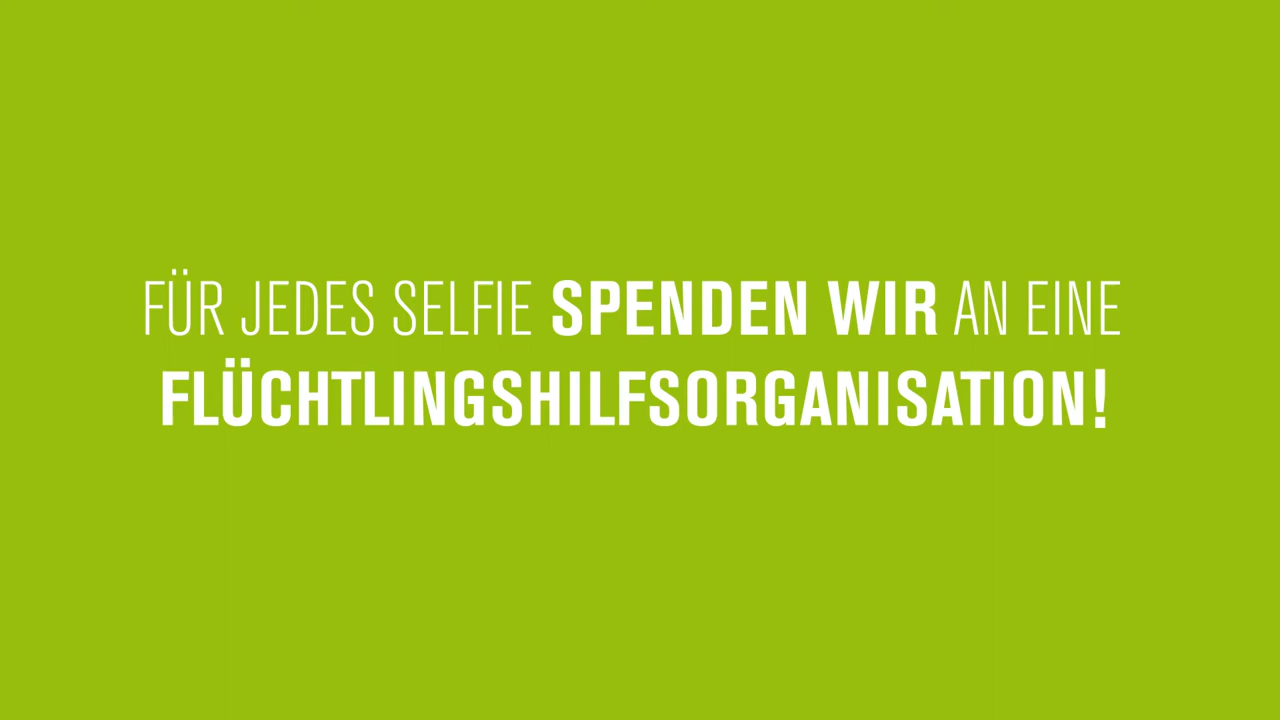 FÜR JEDES SELFIE SPENDEN WIR AN EINE
FLÜCHTLINGSHILFSORGANISATION!